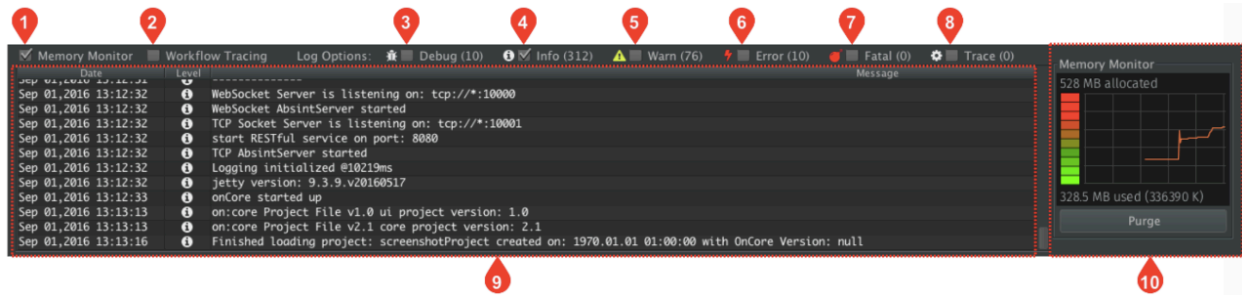 1 2 3 4 5 6 7 8
Memory Monitor Workflow Tracing Log Options: Debug (10) Info (312) Warn (76) Error (10) Fatal (0) Trace (0)
Date Level Message
Sep 01,2016 13:12:31 --------------
Sep 01,2016 13:12:32 WebSocket Server is listening on: tcp://*:10000
Sep 01,2016 13:12:32 WebSocket AbsintServer started
Sep 01,2016 13:12:32 TCP Socket Server is listening on: tcp://*:10001
Sep 01,2016 13:12:32 start RESTful service on port: 8080
Sep 01,2016 13:12:32 TCP AbsintServer started
Sep 01,2016 13:12:32 Logging initialized @10219ms
Sep 01,2016 13:12:32 jetty version: 9.3.9.v20160517
Sep 01,2016 13:12:33 onCore started up
Sep 01,2016 13:13:13 on:core Project File v1.0 ui project version: 1.0
Sep 01,2016 13:13:13 on:core Project File v2.1 core project version: 2.1
Sep 01,2016 13:13:16 Finished loading project: screenshotProject created on: 1970.01.01 01:00:00 with OnCore Version: null
Memory Monitor
528 MB allocated
328.5 MB used (336390 K)
Purge
9 10